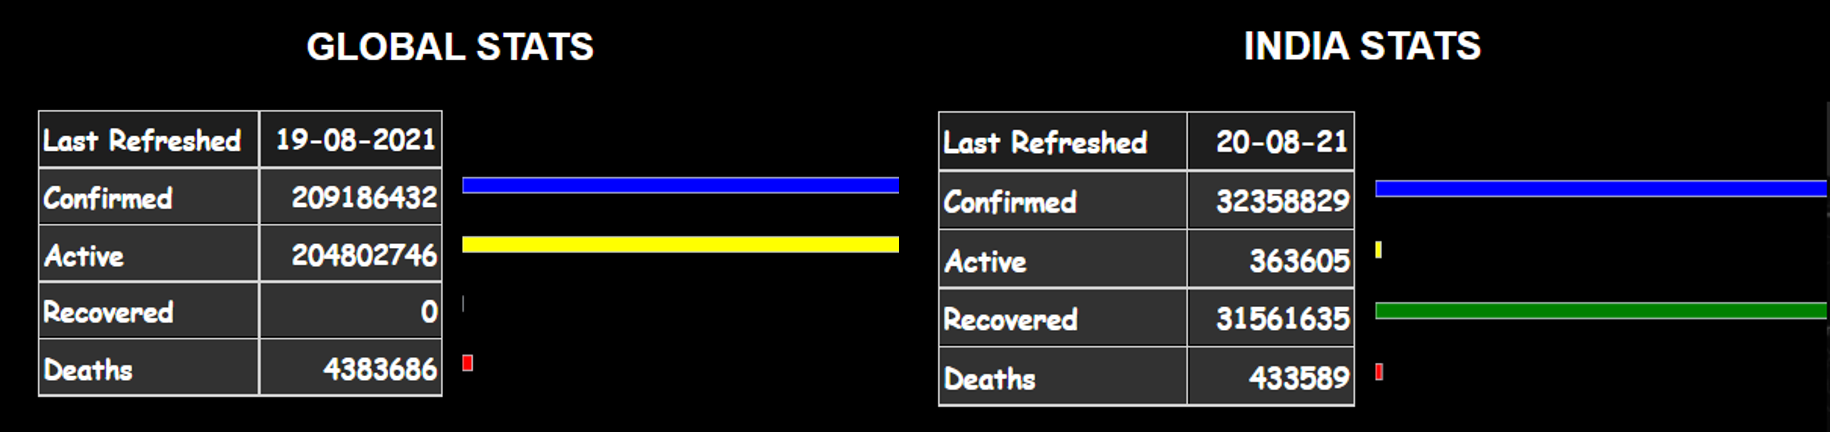 GLOBAL STATS
Last Refreshed 19-08-2021
Confirmed 209186432
Active 204802746
Recovered 0
Deaths 4383686
INDIA STATS
Last Refreshed 20-08-21
Confirmed 32358829
Active 363605
Recovered 31561635
Deaths 433589